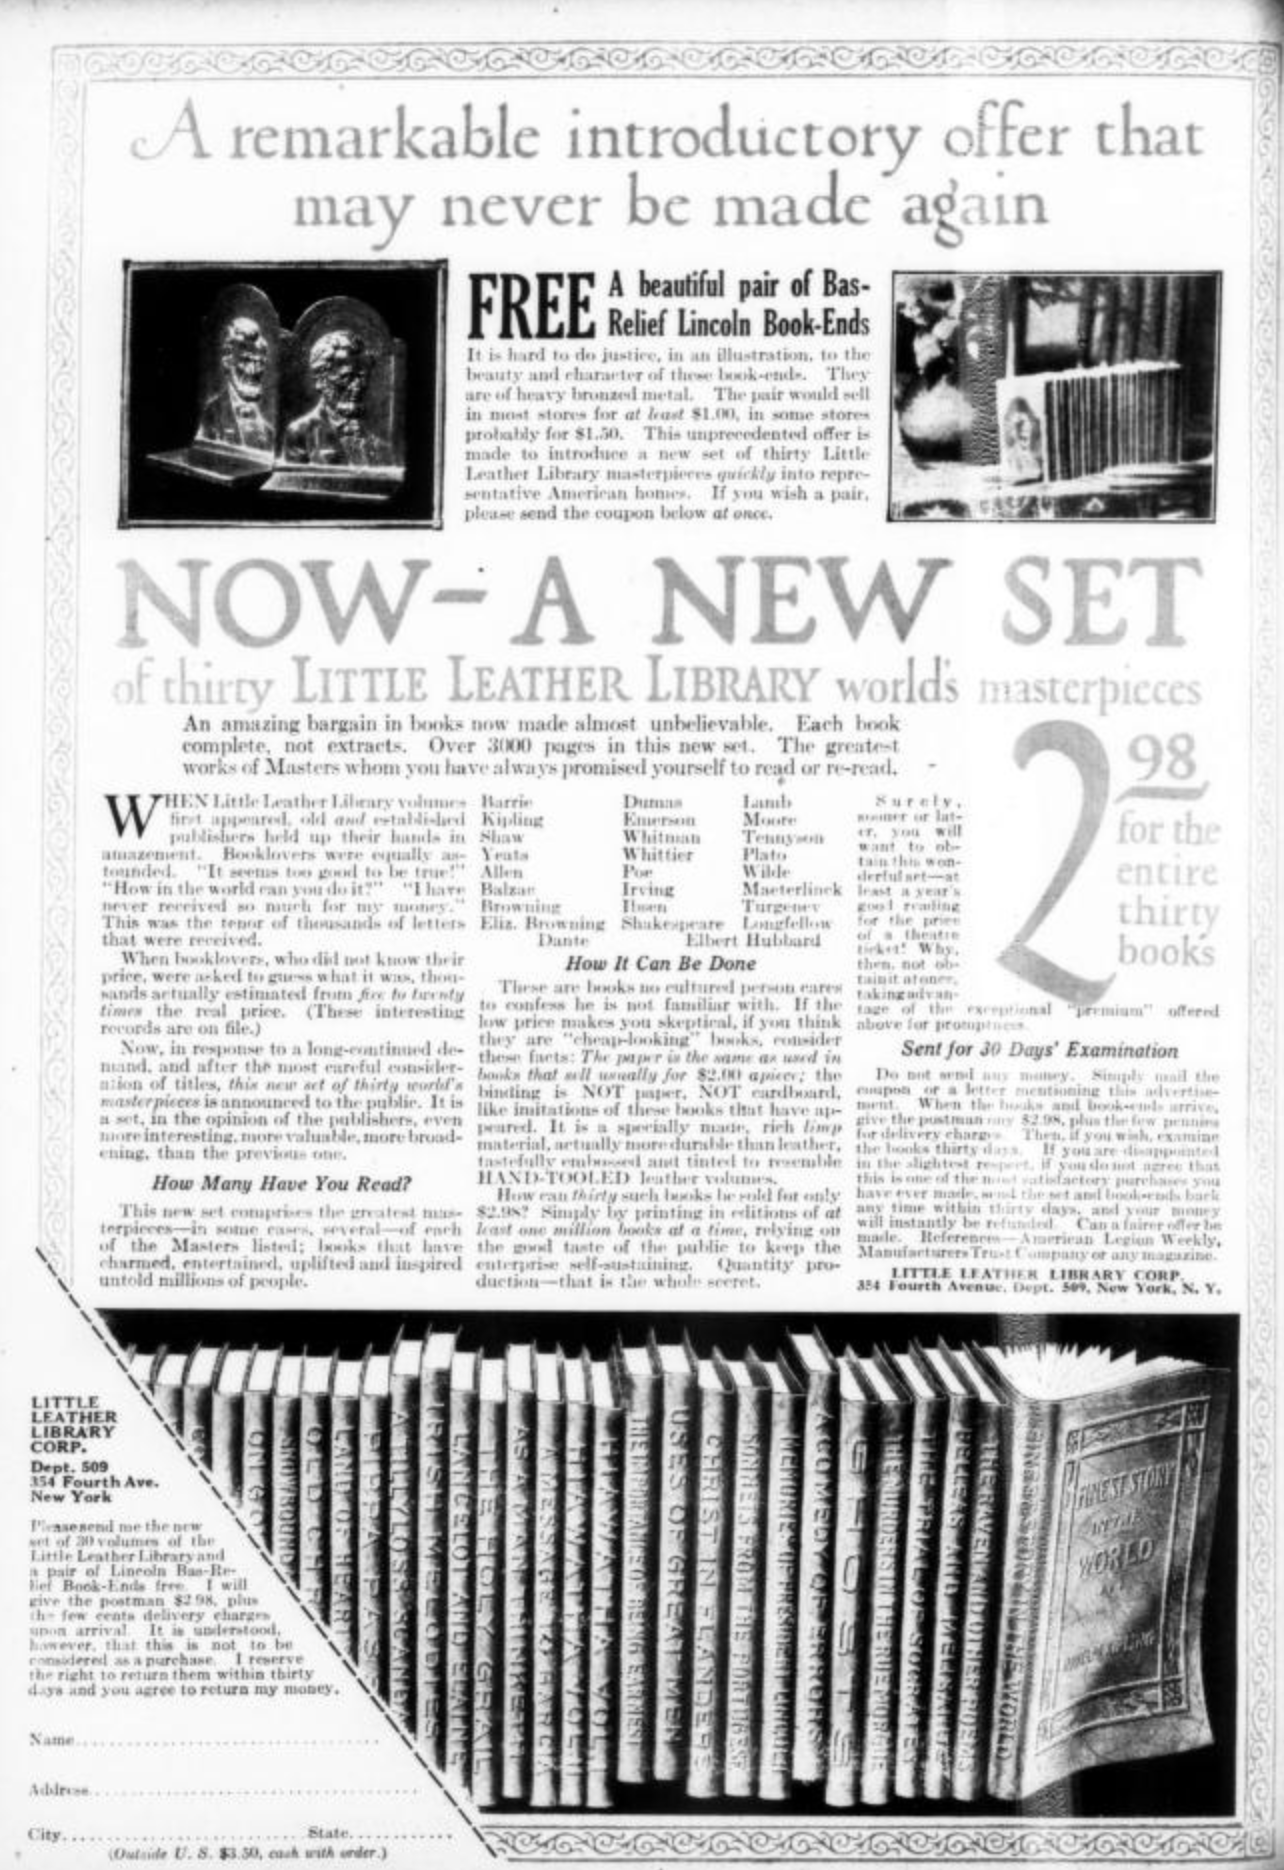 A remarkable introductory offer that
may never be made again
FREE
A beautiful pair of Bas-
Relief Lincoln Book-Ends
It is hard to do justice, in an illustration, to the
beauty and character of these book-ends. They
are of heavy bronzed metal. The pair would sell
in most stores for at least $1.00, in some stores
probably for $1.50. This unprecedented offer is
made to introduce a new set of thirty Little
Leather Library masterpieces quickly into repre-
sentative American homes. If you wish a pair,
please send the coupon below at once.
NOW-A NEW SET
of thirty LITTLE LEATHER LIBRARY world's masterpieces
An amazing bargain in books now made almost unbelievable. Each book
complete, not extracts. Over 3000 pages in this new set. The greatest
works of Masters whom you have always promised yourself to read or re-read.
2.98
for the
entire
thirty
books
WHEN Little Leather Library volumes
first appeared, old and established
publishers held up their hands in
amazement. Booklovers were equally as-
tounded. "It seems too good to be true!"
"How in the world can you do it?" "I have
never received so much for my money."
This was the tenor of thousands of letters
that were received.
When booklovers, who did not know their
price, were asked to guess what it was, thou-
sands actually estimated from five to twenty
times the real price. (These interesting
records are on file.)
Now, in response to a long-continued de-
mand, and after the most careful consider-
ation of titles, this new set of thirty world's
masterpieces is announced to the public. It is
a set, in the opinion of the publishers, even
more interesting, more valuable, more broad-
ening, than the previous one.
How Many Have You Read?
This new set comprises the greatest mas-
terpieces—in some cases, several—of each
of the Masters listed; books that have
charmed, entertained, uplifted and inspired
untold millions of people.
Barrie Dumas Lamb
Kipling Emerson Moore
Shaw Whitman Tennyson
Yeats Whittier Plato
Allen Poe Wilde
Balzac Irving Maeterlinck
Browning Ibsen Turgenev
Eliz. Browning Shakespeare Longfellow
Dante Elbert Hubbard
How It Can Be Done
These are books no cultured person cares
to confess he is not familiar with. If the
low price makes you skeptical, if you think
they are "cheap-looking" books, consider
these facts: The paper is the same as used in
books that sell usually for $2.00 apiece; the
binding is NOT paper, NOT cardboard,
like imitations of these books that have ap-
peared. It is a specially made, rich limp
material, actually more durable than leather,
tastefully embossed and tinted to resemble
HAND-TOOLED leather volumes.
How can thirty such books be sold for only
$2.98? Simply by printing in editions of at
least one million books at a time, relying on
the good taste of the public to keep the
enterprise self-sustaining. Quantity pro-
duction—that is the whole secret.
Surely,
sooner or lat-
er, you will
want to ob-
tain this won-
derful set—at
least a year's
good reading
for the price
of a theatre
ticket! Why,
then, not ob-
tain it at once,
taking advan-
tage of the exceptional "premium" offered
above for promptness.
Sent for 30 Days' Examination
Do not send any money. Simply mail the
coupon or a letter mentioning this advertise-
ment. When the books and book-ends arrive,
give the postman only $2.98, plus the few pennies
for delivery charges. Then, if you wish, examine
the books thirty days. If you are disappointed
in the slightest respect, if you do not agree that
this is one of the most satisfactory purchases you
have ever made, send the set and book-ends back
any time within thirty days, and your money
will instantly be refunded. Can a fairer offer be
made. References—American Legion Weekly,
Manufacturers Trust Company or any magazine.
LITTLE LEATHER LIBRARY CORP.
354 Fourth Avenue, Dept. 509, New York, N. Y.
LITTLE
LEATHER
LIBRARY
CORP.
Dept. 509
354 Fourth Ave.
New York
Please send me the new
set of 30 volumes of the
Little Leather Library and
a pair of Lincoln Bas-Re-
lief Book-Ends free. I will
give the postman $2.98, plus
the few cents delivery charges
upon arrival. It is understood,
however, that this is not to be
considered as a purchase. I reserve
the right to return them within thirty
days and you agree to return my money.
Name
Address
City State
(Outside U. S. $3.50, cash with order.)
ON GO
SNOWBOUND
OLD CHR
LAND OF HEART
PIPPA PASS
A TILLYLOSS SCANDA
IRISH MELODIES
LANCELOT AND ELAINE
THE HOLY GRAIL
AS A MAN THINKETH
A MESSAGE TO GARCIA
HIAWATHA VOL II
HIAWATHA VOL I
THE IMPORTANCE OF BEING EARNEST
USES OF GREAT MEN
CHRIST IN FLANDERS
SONNETS FROM THE PORTUGESE
MEMORIES OF PRESIDENT LINCOLN
A COMEDY OF ERRORS
GHOSTS
THE MURDERS IN THE RUE MORGUE
THE TRIAL OF SOCRATES
PELLEAS AND MELISANDE
THE RAVEN AND OTHER POEMS
FINEST STORY IN THE WORLD
FINEST STORY
IN THE
WORLD
KIPLING